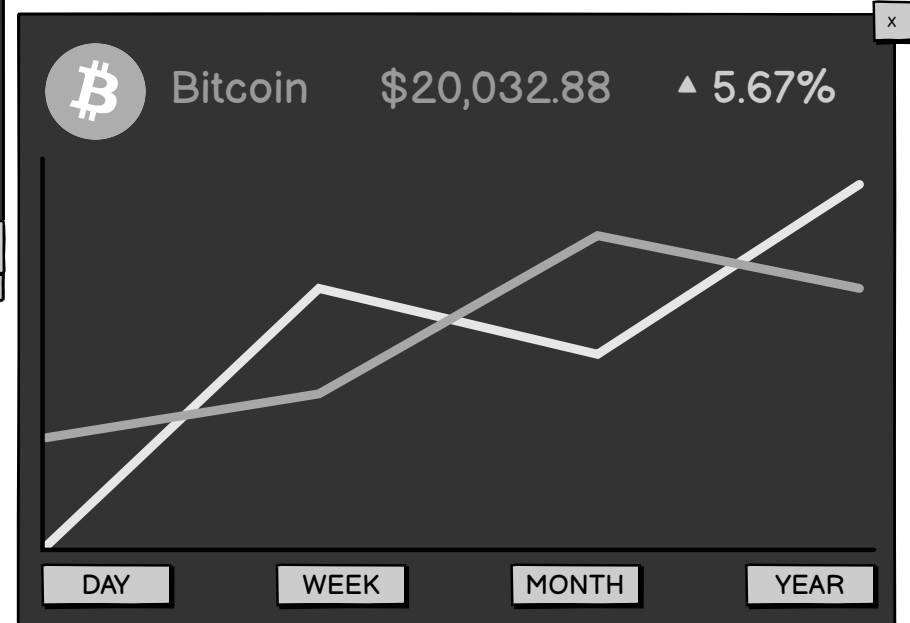 x
Bitcoin $20,032.88 ▲ 5.67%
DAY WEEK MONTH YEAR